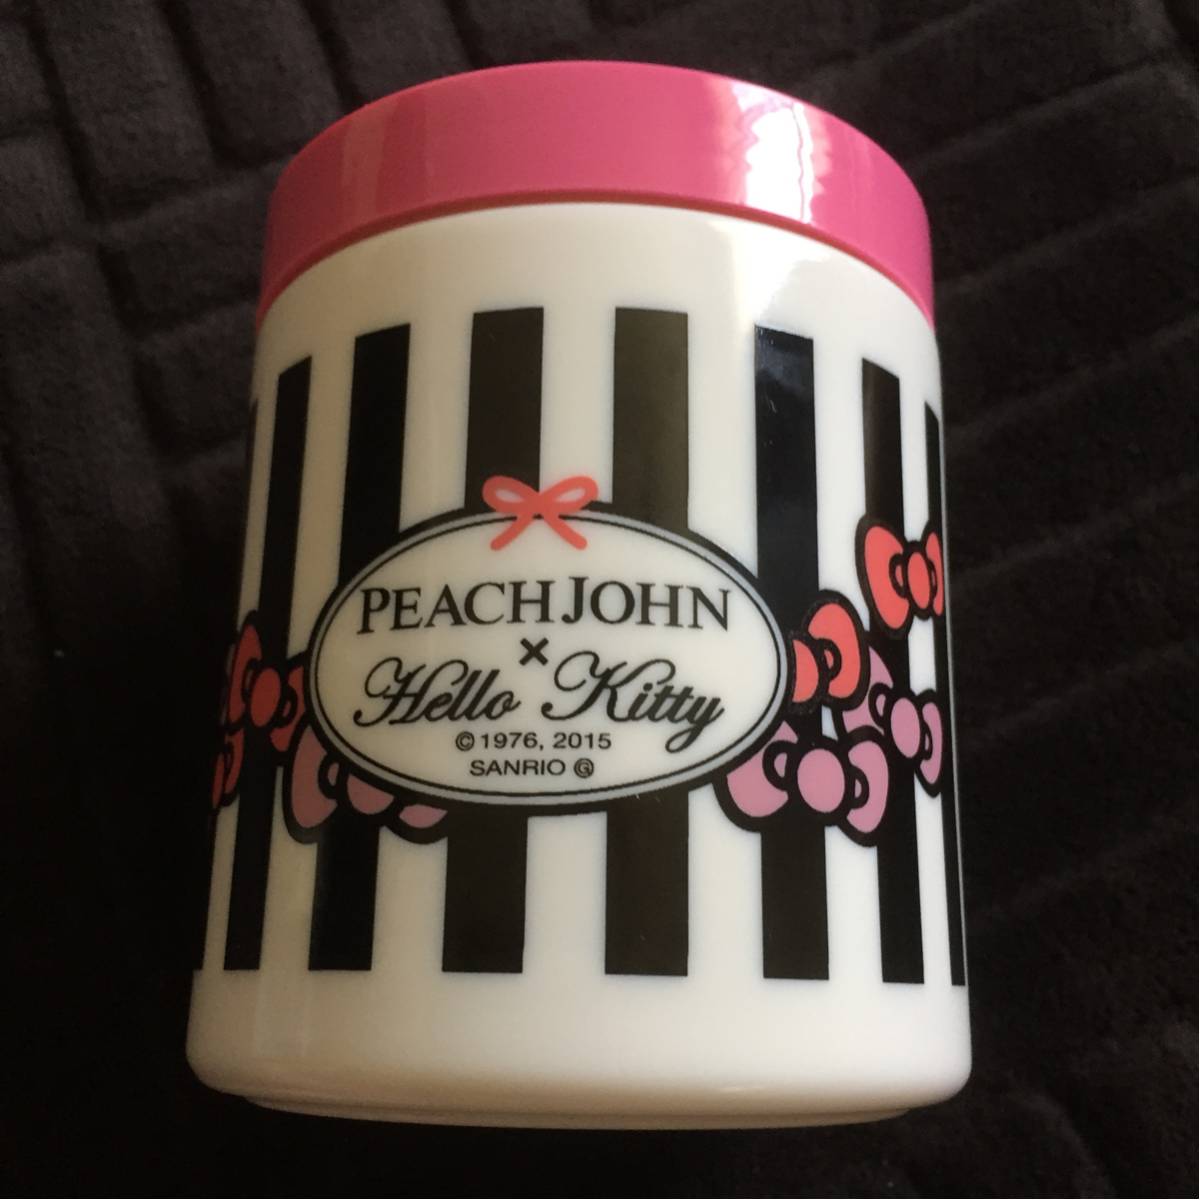 PEACH JOHN
×
Hello Kitty
©1976, 2015
SANRIO Ⓖ